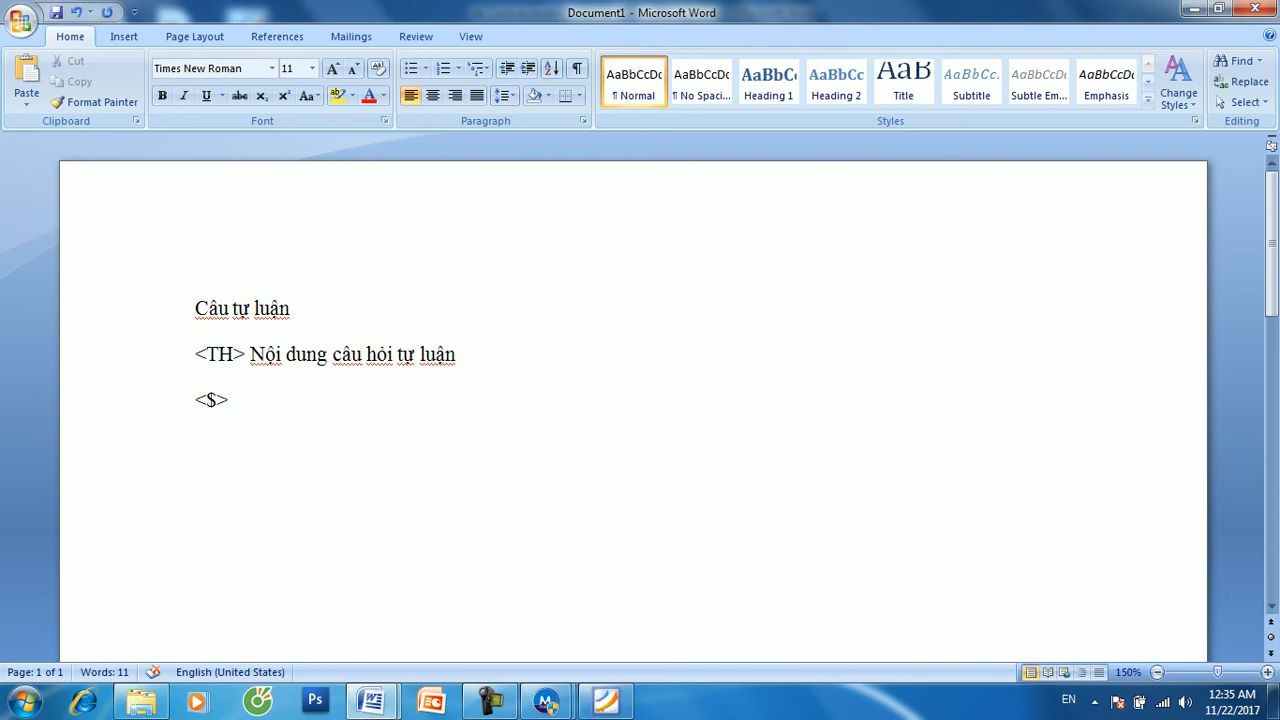 Document1 - Microsoft Word
Home Insert Page Layout References Mailings Review View
Paste
Cut
Copy
Format Painter
Clipboard
Times New Roman 11
Font
Paragraph
AaBbCcDc AaBbCcDc AaBbC AaBbCc AaB AaBbCc. AaBbCcDc AaBbCcDc
¶ Normal ¶ No Spaci... Heading 1 Heading 2 Title Subtitle Subtle Em... Emphasis
Change Styles
Styles
Find
Replace
Select
Editing
Câu tự luận
<TH> Nội dung câu hỏi tự luận
<$>
Page: 1 of 1 Words: 11 English (United States) 150%
Ps EN 12:35 AM
11/22/2017